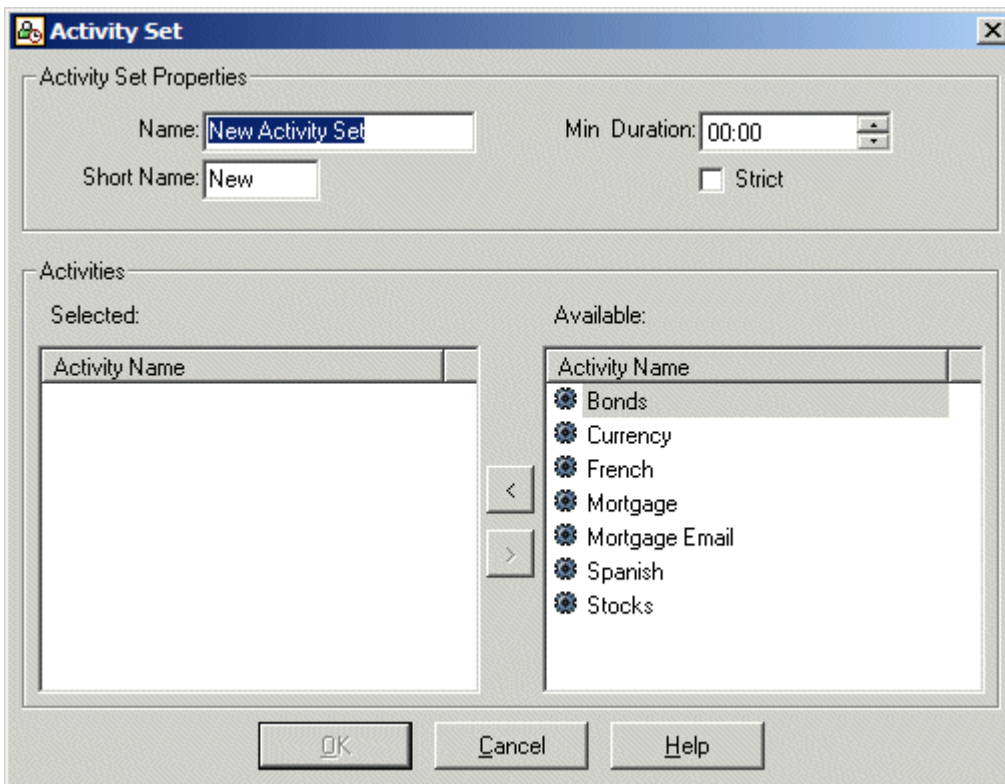 Activity Set
Activity Set Properties
Name: New Activity Set
Min Duration: 00:00
Short Name: New
Strict
Activities
Selected:
Available:
Activity Name
Activity Name
Bonds
Currency
French
Mortgage
Mortgage Email
Spanish
Stocks
<
>
OK
Cancel
Help